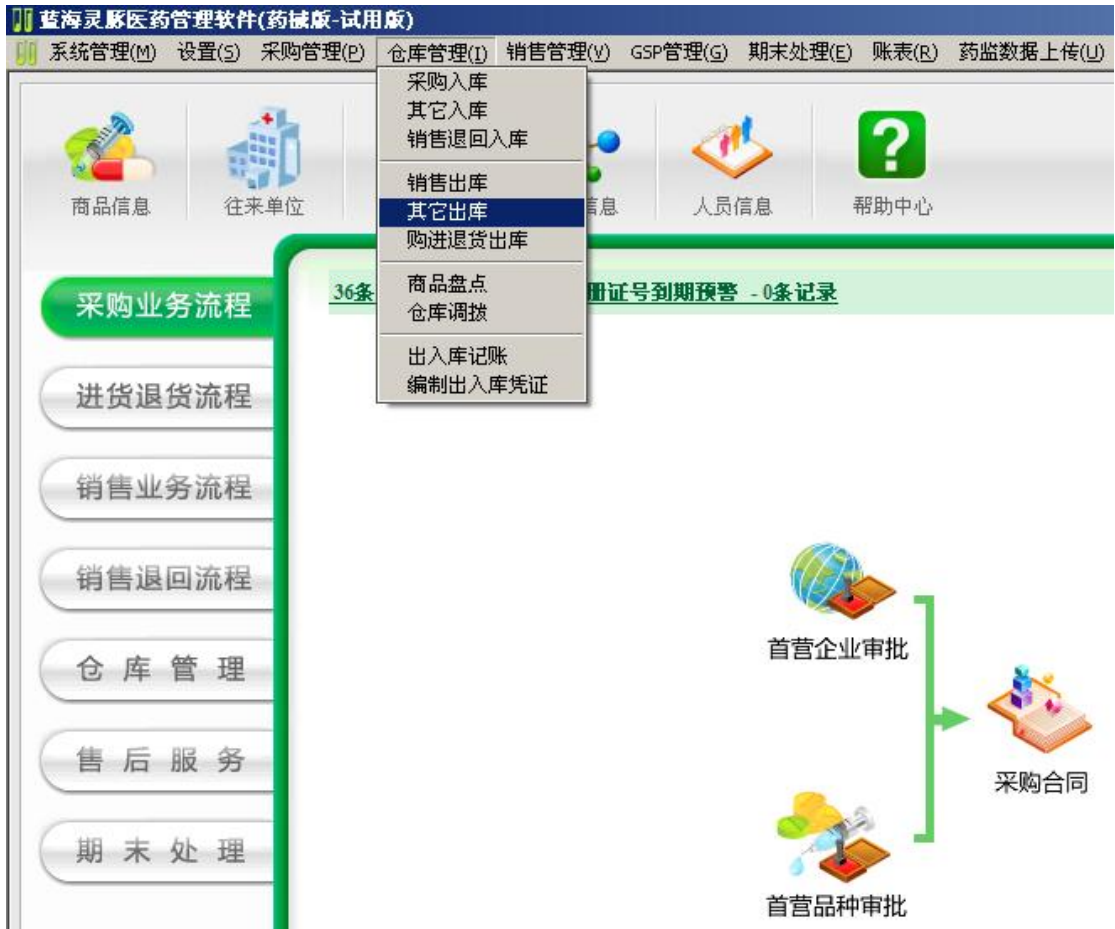 蓝海灵豚医药管理软件(药械版-试用版)
系统管理(M) 设置(S) 采购管理(P) 仓库管理(I) 销售管理(V) GSP管理(G) 期末处理(E) 账表(R) 药监数据上传(U)
采购入库
其它入库
销售退回入库
销售出库
其它出库
购进退货出库
商品盘点
仓库调拨
出入库记账
编制出入库凭证
商品信息 往来单位 信息 人员信息 帮助中心
36条 册证号到期预警 - 0条记录
采购业务流程
进货退货流程
销售业务流程
销售退回流程
仓库管理
售后服务
期末处理
首营企业审批
采购合同
首营品种审批